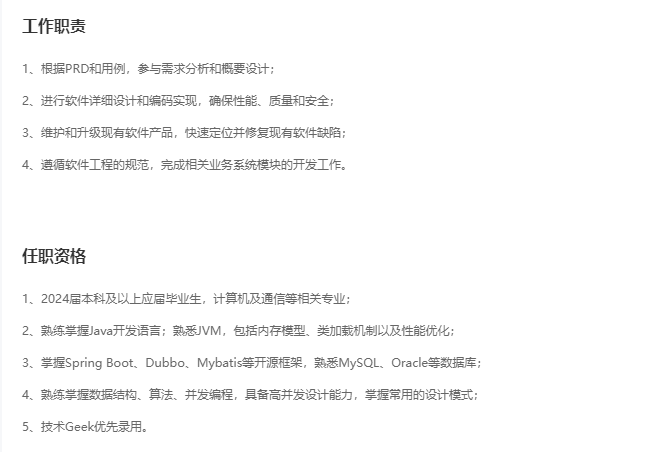 工作职责
1、根据PRD和用例，参与需求分析和概要设计；
2、进行软件详细设计和编码实现，确保性能、质量和安全；
3、维护和升级现有软件产品，快速定位并修复现有软件缺陷；
4、遵循软件工程的规范，完成相关业务系统模块的开发工作。
任职资格
1、2024届本科及以上应届毕业生，计算机及通信等相关专业；
2、熟练掌握Java开发语言；熟悉JVM，包括内存模型、类加载机制以及性能优化；
3、掌握Spring Boot、Dubbo、Mybatis等开源框架，熟悉MySQL、Oracle等数据库；
4、熟练掌握数据结构、算法、并发编程，具备高并发设计能力，掌握常用的设计模式；
5、技术Geek优先录用。